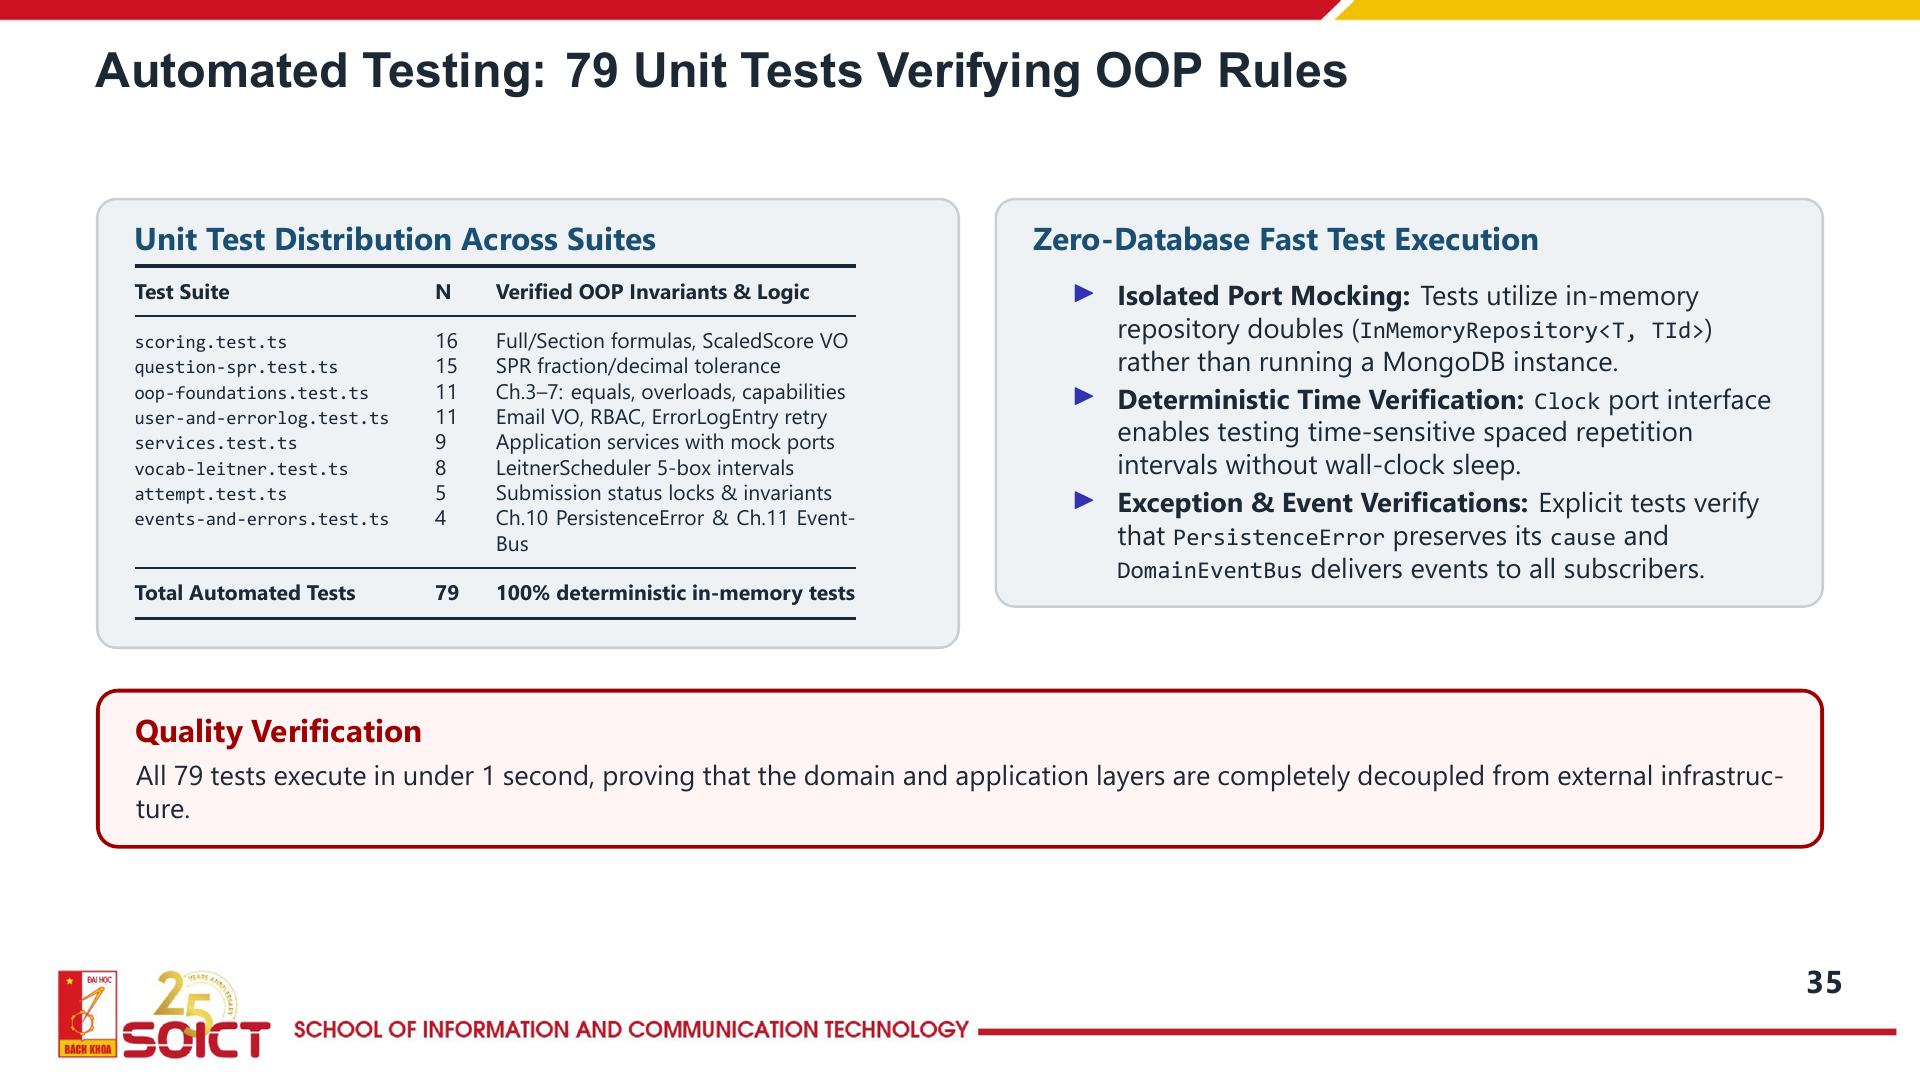 Automated Testing: 79 Unit Tests Verifying OOP Rules
Unit Test Distribution Across Suites
Test Suite N Verified OOP Invariants & Logic
scoring.test.ts 16 Full/Section formulas, ScaledScore VO
question-spr.test.ts 15 SPR fraction/decimal tolerance
oop-foundations.test.ts 11 Ch.3–7: equals, overloads, capabilities
user-and-errorlog.test.ts 11 Email VO, RBAC, ErrorLogEntry retry
services.test.ts 9 Application services with mock ports
vocab-leitner.test.ts 8 LeitnerScheduler 5-box intervals
attempt.test.ts 5 Submission status locks & invariants
events-and-errors.test.ts 4 Ch.10 PersistenceError & Ch.11 Event-
Bus
Total Automated Tests 79 100% deterministic in-memory tests
Zero-Database Fast Test Execution
Isolated Port Mocking: Tests utilize in-memory
repository doubles (InMemoryRepository<T, TId>)
rather than running a MongoDB instance.
Deterministic Time Verification: Clock port interface
enables testing time-sensitive spaced repetition
intervals without wall-clock sleep.
Exception & Event Verifications: Explicit tests verify
that PersistenceError preserves its cause and
DomainEventBus delivers events to all subscribers.
Quality Verification
All 79 tests execute in under 1 second, proving that the domain and application layers are completely decoupled from external infrastruc-
ture.
35
ĐẠI HỌC
BÁCH KHOA
25
YEARS ANNIVERSARY
SOICT
SCHOOL OF INFORMATION AND COMMUNICATION TECHNOLOGY